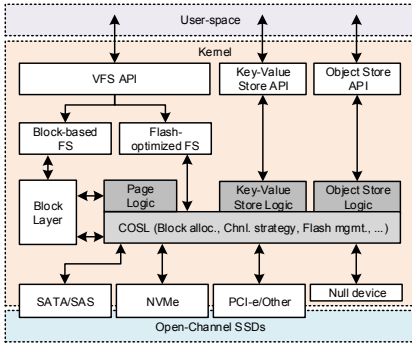 User-space
Kernel
VFS API
Key-Value
Store API
Object Store
API
Block-based
FS
Flash-
optimized FS
Block
Layer
Page
Logic
Key-Value
Store Logic
Object Store
Logic
COSL (Block alloc., Chnl. strategy, Flash mgmt., ...)
SATA/SAS
NVMe
PCI-e/Other
Null device
Open-Channel SSDs